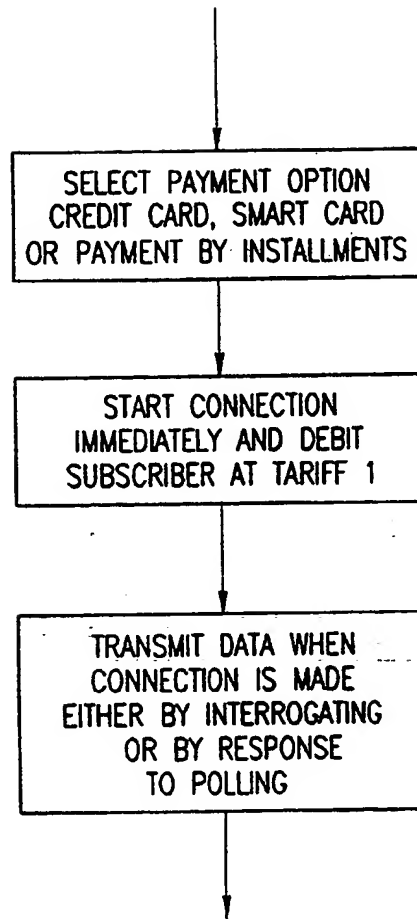 SELECT PAYMENT OPTION
CREDIT CARD, SMART CARD
OR PAYMENT BY INSTALLMENTS
START CONNECTION
IMMEDIATELY AND DEBIT
SUBSCRIBER AT TARIFF 1
TRANSMIT DATA WHEN
CONNECTION IS MADE
EITHER BY INTERROGATING
OR BY RESPONSE
TO POLLING